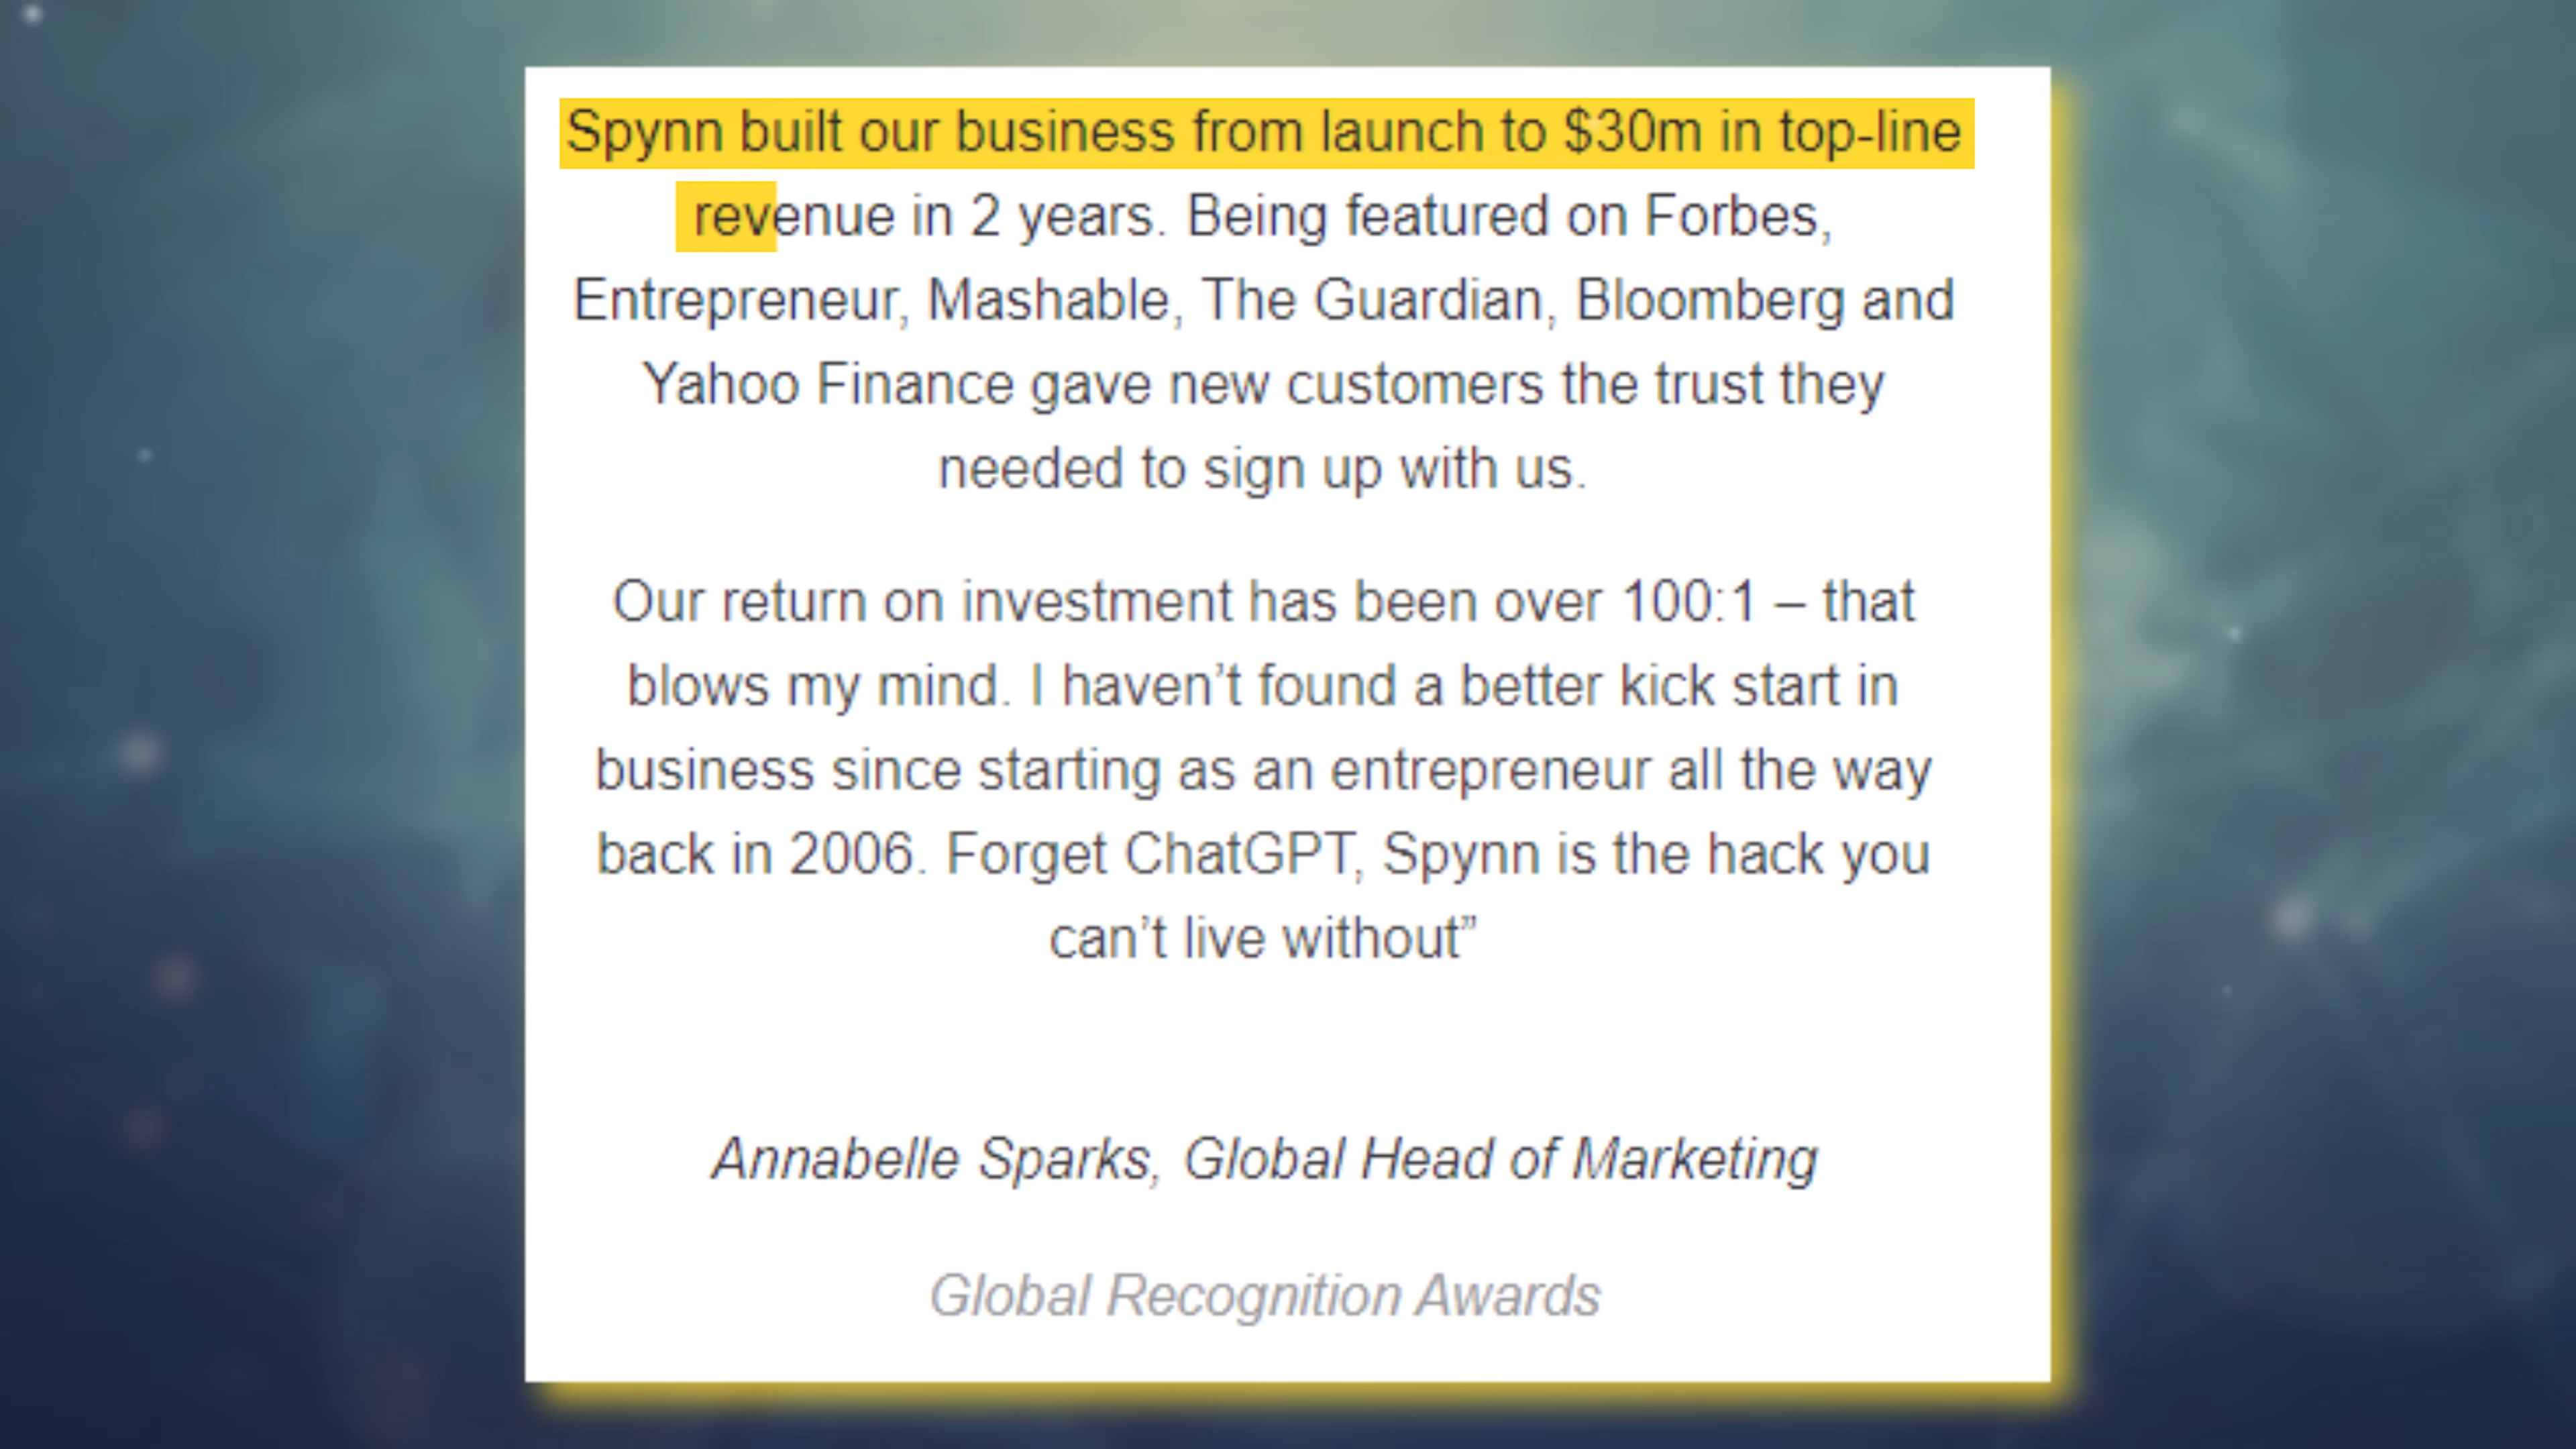 Spynn built our business from launch to $30m in top-line
revenue in 2 years. Being featured on Forbes,
Entrepreneur, Mashable, The Guardian, Bloomberg and
Yahoo Finance gave new customers the trust they
needed to sign up with us.
Our return on investment has been over 100:1 – that
blows my mind. I haven’t found a better kick start in
business since starting as an entrepreneur all the way
back in 2006. Forget ChatGPT, Spynn is the hack you
can’t live without”
Annabelle Sparks, Global Head of Marketing
Global Recognition Awards